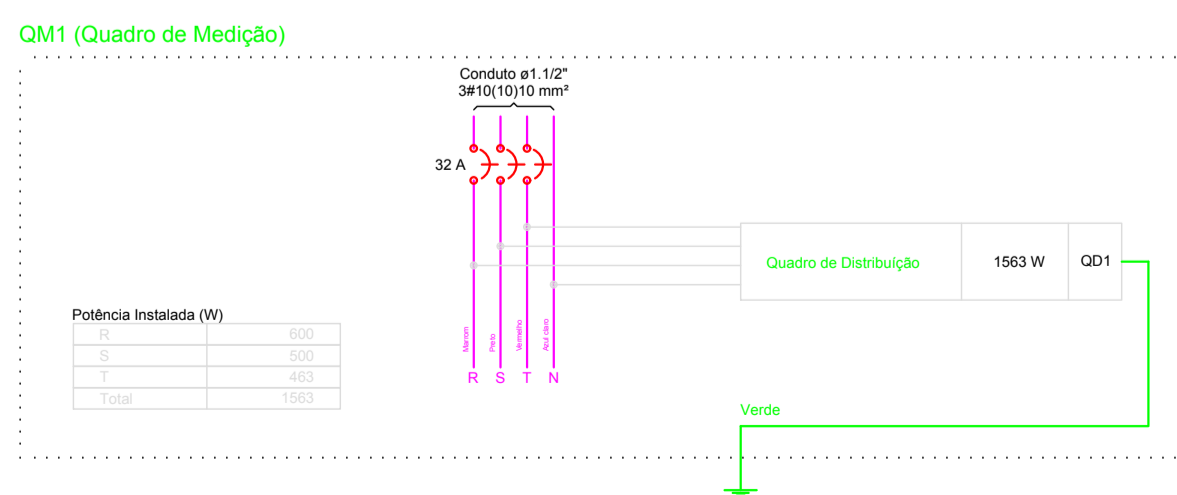 QM1 (Quadro de Medição)
Conduto ø1.1/2"
3#10(10)10 mm²
32 A
Quadro de Distribuíção
1563 W
QD1
Potência Instalada (W)
R 600
S 500
T 463
Total 1563
Marrom
Preto
Vermelho
Azul claro
R S T N
Verde